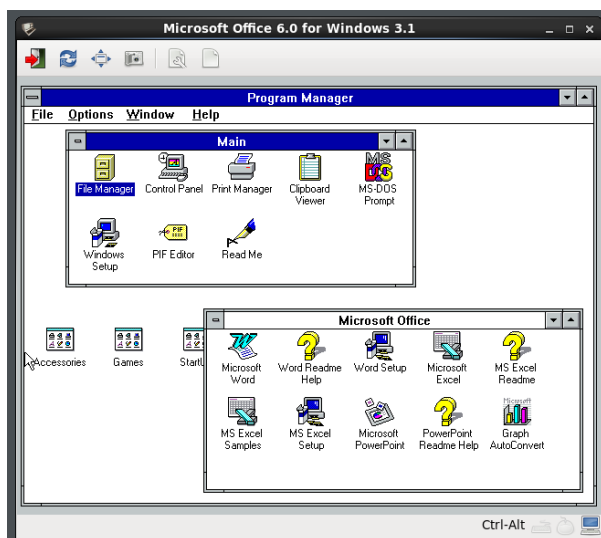 Microsoft Office 6.0 for Windows 3.1
Program Manager
File Options Window Help
Main
File Manager Control Panel Print Manager Clipboard Viewer MS-DOS Prompt
Windows Setup PIF Editor Read Me
Accessories Games StartU
Microsoft Office
Microsoft Word Word Readme Help Word Setup Microsoft Excel MS Excel Readme
MS Excel Samples MS Excel Setup Microsoft PowerPoint PowerPoint Readme Help Graph AutoConvert
Ctrl-Alt